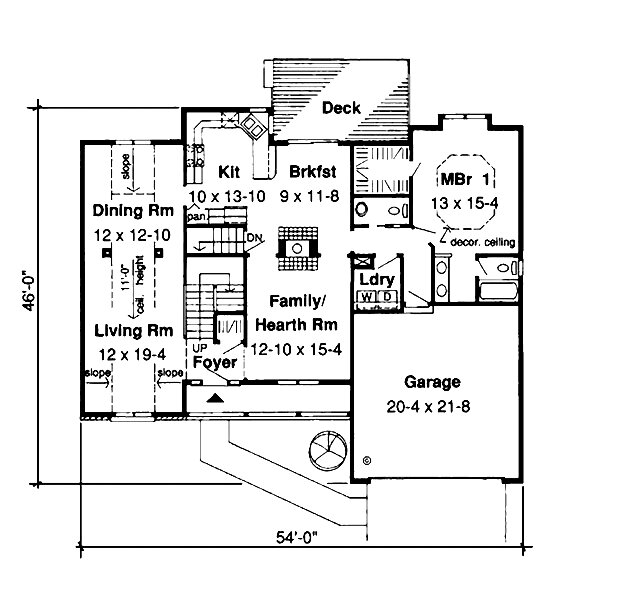 Deck
Kit
10 x 13-10
Brkfst
9 x 11-8
MBr 1
13 x 15-4
decor. ceiling
slope
Dining Rm
12 x 12-10
pan.
DN
11'-0"
ceil. height
Ldry
W D
Family/
Hearth Rm
12-10 x 15-4
Living Rm
12 x 19-4
UP
Foyer
slope
slope
Garage
20-4 x 21-8
46'-0"
54'-0"